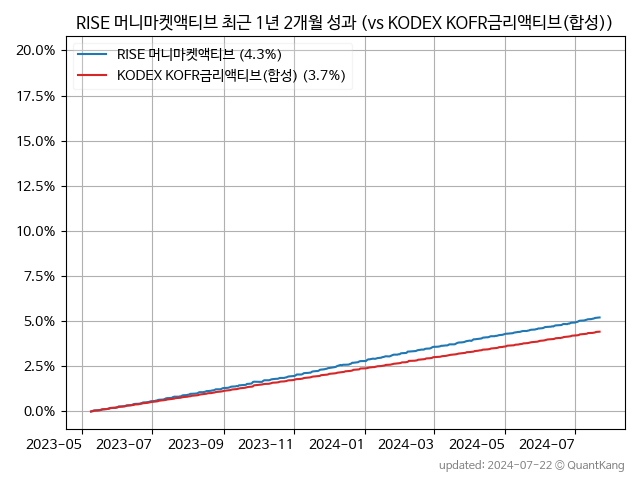 RISE 머니마켓액티브 최근 1년 2개월 성과 (vs KODEX KOFR금리액티브(합성))
RISE 머니마켓액티브 (4.3%)
KODEX KOFR금리액티브(합성) (3.7%)
20.0%
17.5%
15.0%
12.5%
10.0%
7.5%
5.0%
2.5%
0.0%
2023-05 2023-07 2023-09 2023-11 2024-01 2024-03 2024-05 2024-07
updated: 2024-07-22 © QuantKang